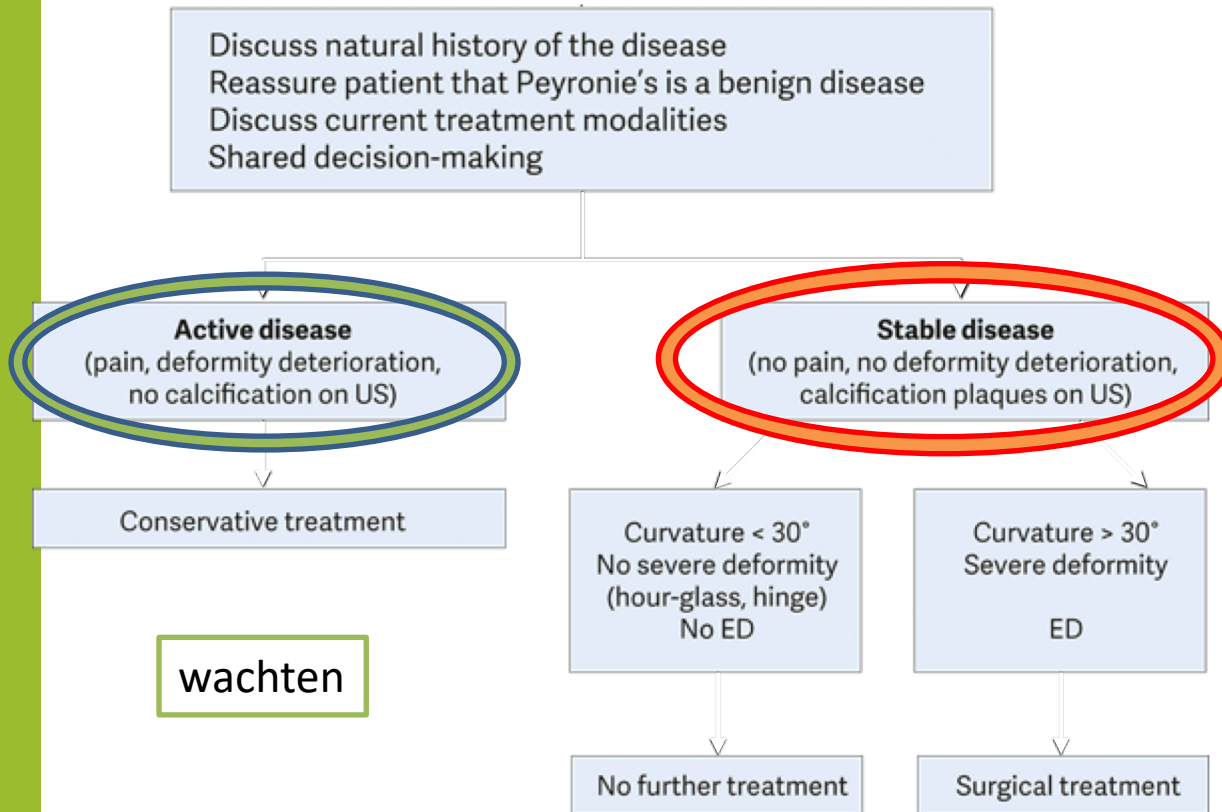 Discuss natural history of the disease
Reassure patient that Peyronie's is a benign disease
Discuss current treatment modalities
Shared decision-making
Active disease
(pain, deformity deterioration,
no calcification on US)
Stable disease
(no pain, no deformity deterioration,
calcification plaques on US)
Conservative treatment
Curvature < 30°
No severe deformity
(hour-glass, hinge)
No ED
Curvature > 30°
Severe deformity
ED
wachten
No further treatment
Surgical treatment